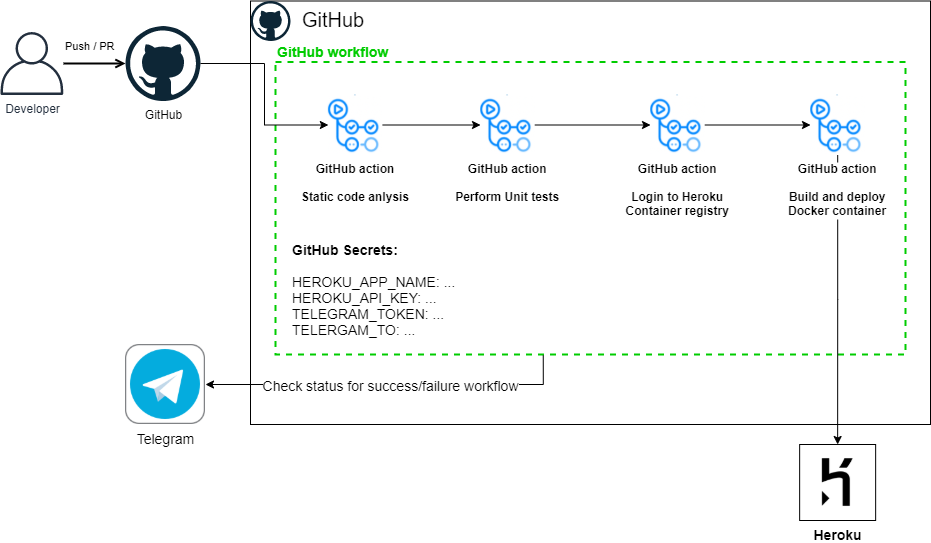 GitHub
GitHub workflow
Push / PR
Developer
GitHub
GitHub action
Static code anlysis
GitHub action
Perform Unit tests
GitHub action
Login to Heroku
Container registry
GitHub action
Build and deploy
Docker container
GitHub Secrets:
HEROKU_APP_NAME: ...
HEROKU_API_KEY: ...
TELEGRAM_TOKEN: ...
TELERGAM_TO: ...
Check status for success/failure workflow
Telegram
Heroku